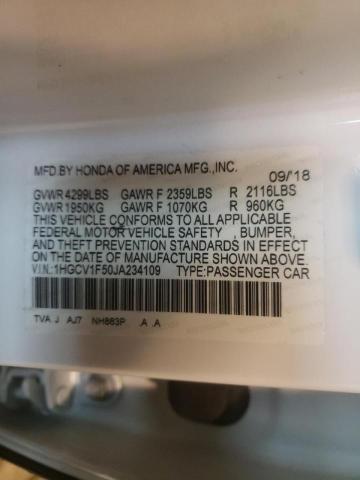 MFD.BY HONDA OF AMERICA MFG.,INC. 09/18
GVWR 4299LBS GAWR F 2359LBS R 2116LBS
GVWR 1950KG GAWR F 1070KG R 960KG
THIS VEHICLE CONFORMS TO ALL APPLICABLE
FEDERAL MOTOR VEHICLE SAFETY , BUMPER,
AND THEFT PREVENTION STANDARDS IN EFFECT
ON THE DATE OF MANUFACTURE SHOWN ABOVE.
V.I.N: 1HGCV1F50JA234109 TYPE:PASSENGER CAR
TVA J AJ7 NH883P .A .A